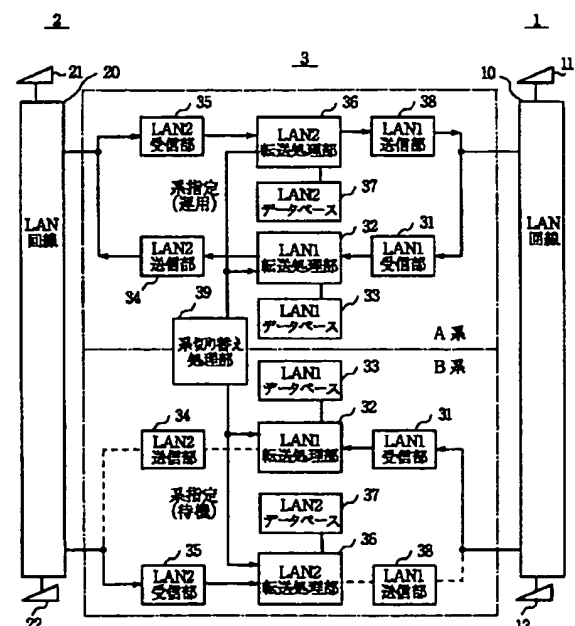 2
3
1
21
20
11
10
LAN
回線
LAN
回線
35
LAN2
受信部
36
LAN2
転送処理部
38
LAN1
送信部
系指定
(運用)
37
LAN2
データベース
32
LAN2
送信部
34
LAN1
転送処理部
31
LAN1
受信部
39
33
LAN1
データベース
A系
系切り替え
処理部
B系
33
LAN1
データベース
34
LAN2
送信部
32
LAN1
転送処理部
31
LAN1
受信部
系指定
(待機)
37
LAN2
データベース
35
LAN2
受信部
36
LAN2
転送処理部
38
LAN1
送信部
22
12